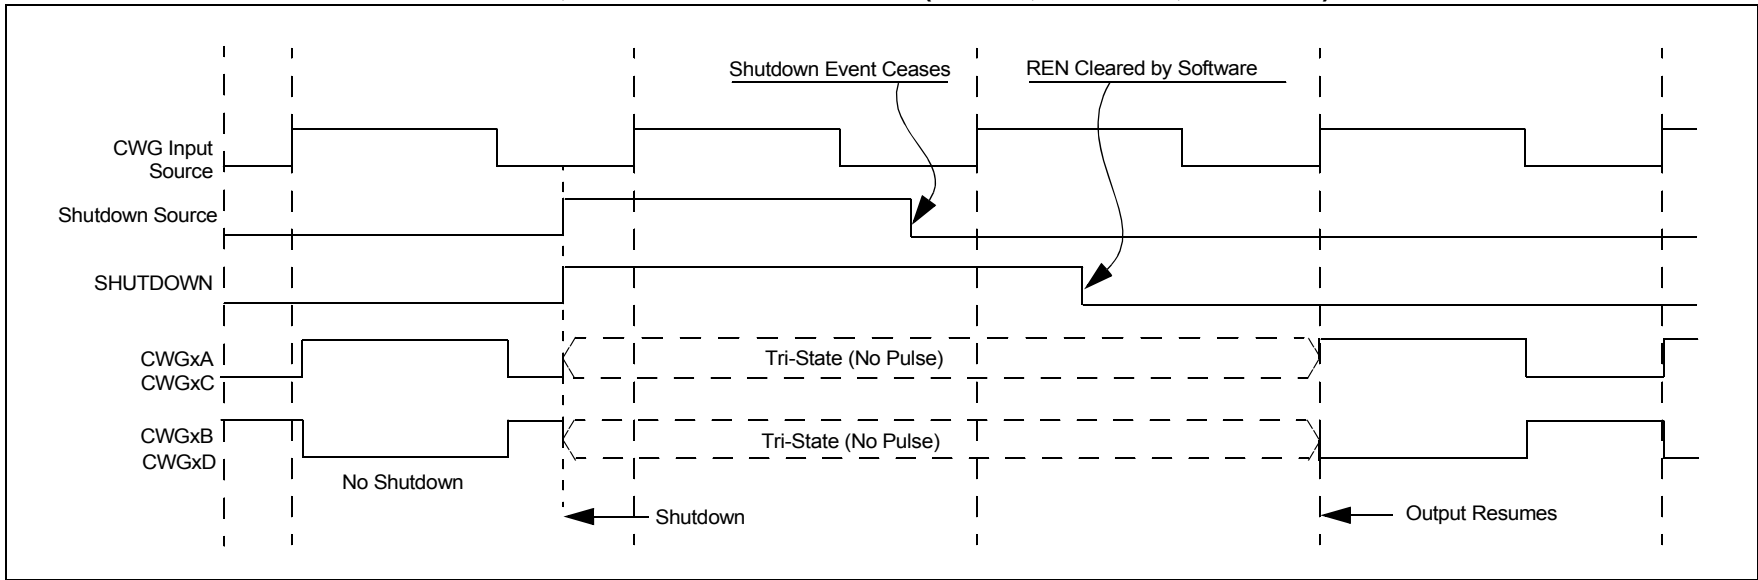 Shutdown Event Ceases
REN Cleared by Software
CWG Input
Source
Shutdown Source
SHUTDOWN
CWGxA
CWGxC
Tri-State (No Pulse)
CWGxB
CWGxD
Tri-State (No Pulse)
No Shutdown
Shutdown
Output Resumes